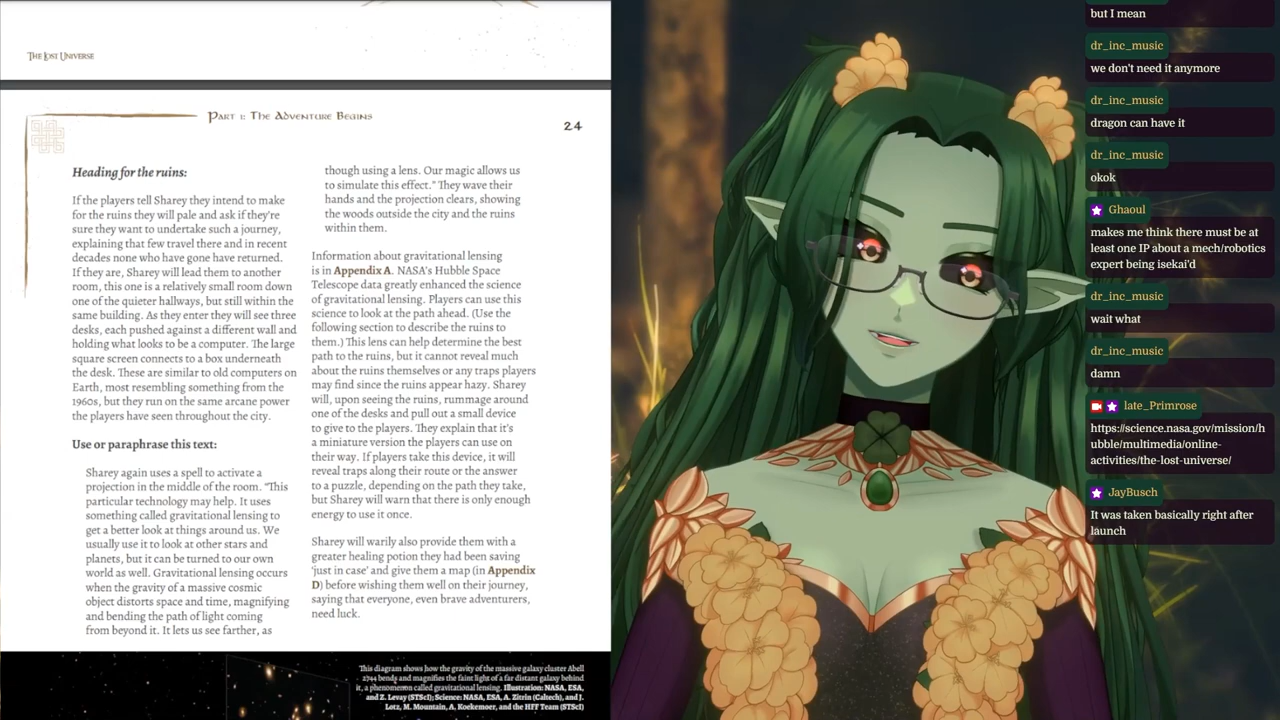 The Lost Universe
Part 1: The Adventure Begins
24
Heading for the ruins:
If the players tell Sharey they intend to make
for the ruins they will pale and ask if they're
sure they want to undertake such a journey,
explaining that few travel there and in recent
decades none who have gone have returned.
If they are, Sharey will lead them to another
room, this one is a relatively small room down
one of the quieter hallways, but still within the
same building. As they enter they will see three
desks, each pushed against a different wall and
holding what looks to be a computer. The large
square screen connects to a box underneath
the desk. These are similar to old computers on
Earth, most resembling something from the
1960s, but they run on the same arcane power
the players have seen throughout the city.
Use or paraphrase this text:
Sharey again uses a spell to activate a
projection in the middle of the room. "This
particular technology may help. It uses
something called gravitational lensing to
get a better look at things around us. We
usually use it to look at other stars and
planets, but it can be turned to our own
world as well. Gravitational lensing occurs
when the gravity of a massive cosmic
object distorts space and time, magnifying
and bending the path of light coming
from beyond it. It lets us see farther, as
though using a lens. Our magic allows us
to simulate this effect." They wave their
hands and the projection clears, showing
the woods outside the city and the ruins
within them.
Information about gravitational lensing
is in Appendix A. NASA's Hubble Space
Telescope data greatly enhanced the science
of gravitational lensing. Players can use this
science to look at the path ahead. (Use the
following section to describe the ruins to
them.) This lens can help determine the best
path to the ruins, but it cannot reveal much
about the ruins themselves or any traps players
may find since the ruins appear hazy. Sharey
will, upon seeing the ruins, rummage around
one of the desks and pull out a small device
to give to the players. They explain that it's
a miniature version the players can use on
their way. If players take this device, it will
reveal traps along their route or the answer
to a puzzle, depending on the path they take,
but Sharey will warn that there is only enough
energy to use it once.
Sharey will warily also provide them with a
greater healing potion they had been saving
'just in case' and give them a map (in Appendix
D) before wishing them well on their journey,
saying that everyone, even brave adventurers,
need luck.
This diagram shows how the gravity of the massive galaxy cluster Abell
2744 bends and magnifies the faint light of a far distant galaxy behind
it, a phenomenon called gravitational lensing. Illustration: NASA, ESA,
and Z. Levay (STScI); Science: NASA, ESA, A. Zitrin (Caltech), and J.
Lotz, M. Mountain, A. Koekemoer, and the HFF Team (STScI)
but I mean
dr_inc_music
we don't need it anymore
dr_inc_music
dragon can have it
dr_inc_music
okok
Ghaoul
makes me think there must be at
least one IP about a mech/robotics
expert being isekai'd
dr_inc_music
wait what
dr_inc_music
damn
late_Primrose
https://science.nasa.gov/mission/h
ubble/multimedia/online-
activities/the-lost-universe/
JayBusch
It was taken basically right after
launch